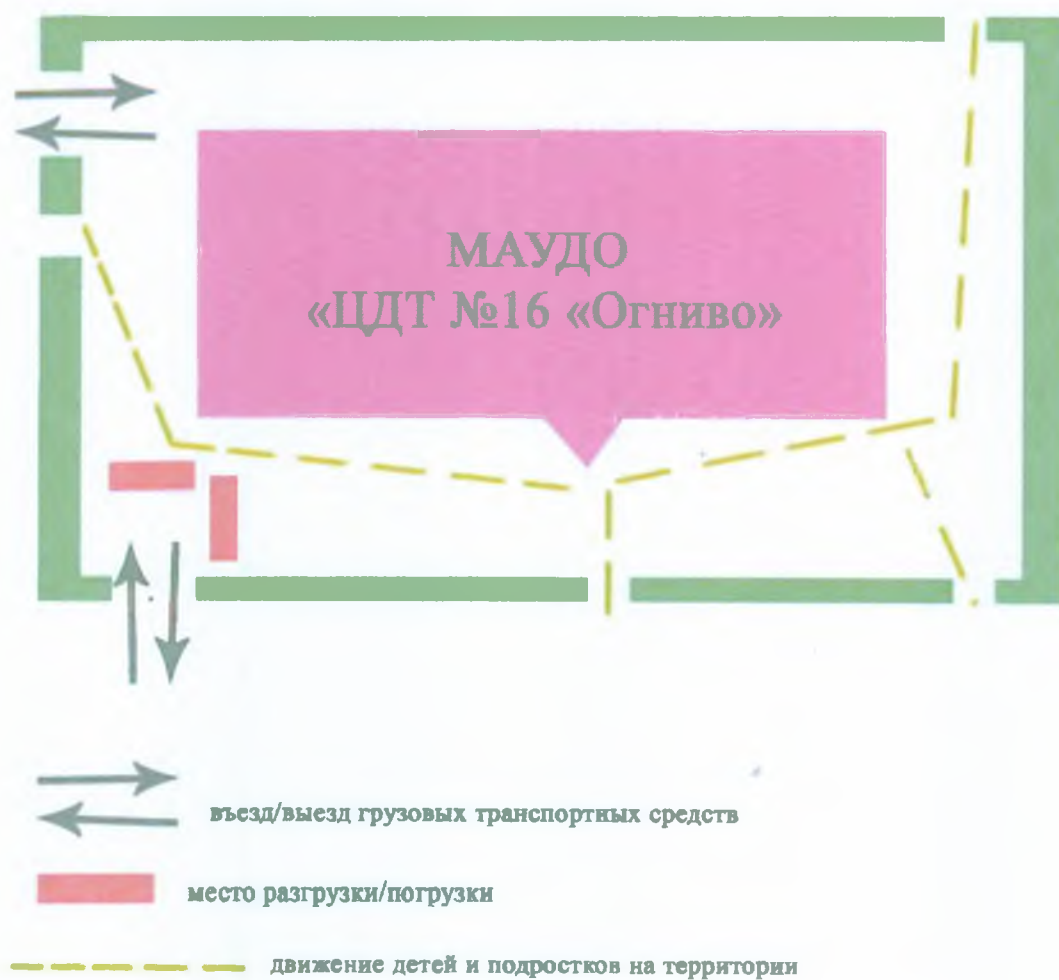 МАУДО
«ЦДТ №16 «Огниво»
въезд/выезд грузовых транспортных средств
место разгрузки/погрузки
движение детей и подростков на территории